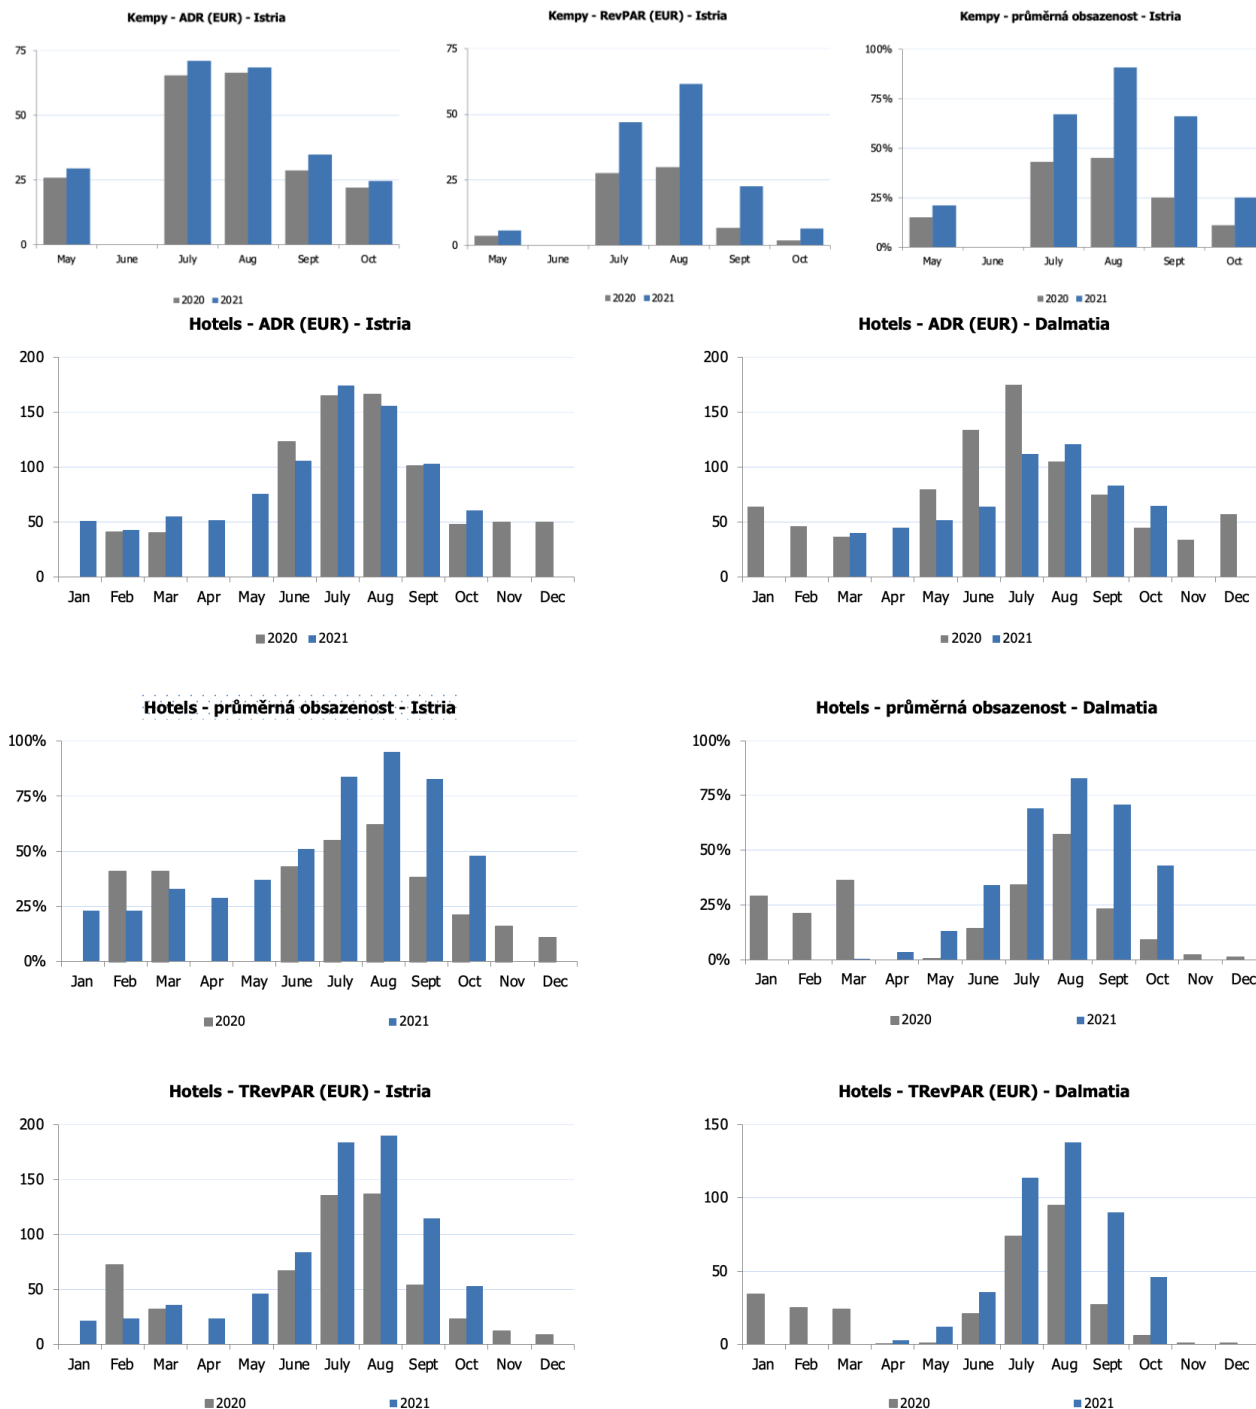 Kempy - ADR (EUR) - Istria
75
50
25
0
May June July Aug Sept Oct
2020 2021
Kempy - RevPAR (EUR) - Istria
75
50
25
0
May June July Aug Sept Oct
2020 2021
Kempy - průměrná obsazenost - Istria
100%
75%
50%
25%
0%
May June July Aug Sept Oct
2020 2021
Hotels - ADR (EUR) - Istria
200
150
100
50
0
Jan Feb Mar Apr May June July Aug Sept Oct Nov Dec
2020 2021
Hotels - ADR (EUR) - Dalmatia
200
150
100
50
0
Jan Feb Mar Apr May June July Aug Sept Oct Nov Dec
2020 2021
Hotels - průměrná obsazenost - Istria
100%
75%
50%
25%
0%
Jan Feb Mar Apr May June July Aug Sept Oct Nov Dec
2020 2021
Hotels - průměrná obsazenost - Dalmatia
100%
75%
50%
25%
0%
Jan Feb Mar Apr May June July Aug Sept Oct Nov Dec
2020 2021
Hotels - TRevPAR (EUR) - Istria
200
150
100
50
0
Jan Feb Mar Apr May June July Aug Sept Oct Nov Dec
2020 2021
Hotels - TRevPAR (EUR) - Dalmatia
150
100
50
0
Jan Feb Mar Apr May June July Aug Sept Oct Nov Dec
2020 2021